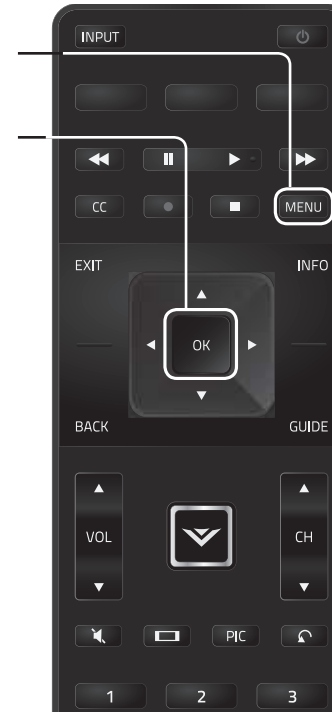 INPUT
CC MENU
EXIT INFO
OK
BACK GUIDE
VOL CH
PIC
1 2 3